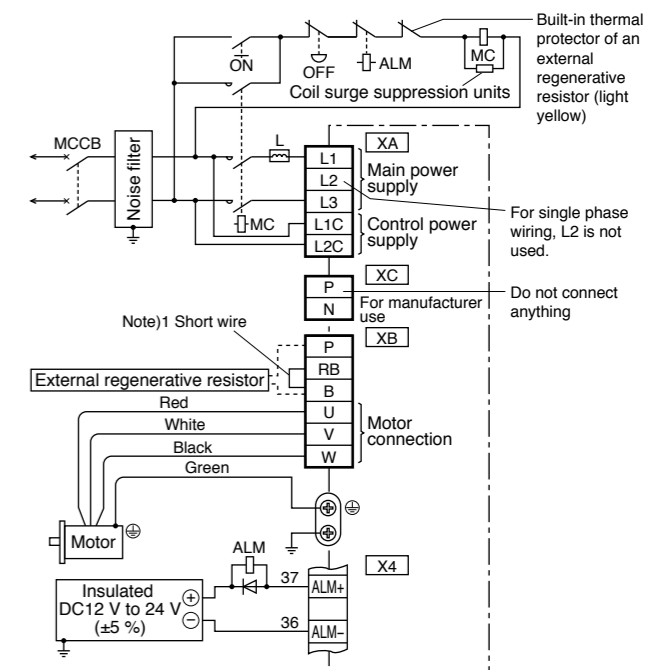 Built-in thermal
protector of an
external
regenerative
resistor (light
yellow)
ON
OFF
ALM
MC
Coil surge suppression units
MCCB
Noise filter
L
MC
XA
L1
L2
L3
L1C
L2C
Main power
supply
Control power
supply
For single phase
wiring, L2 is not
used.
XC
P
N
For manufacturer
use
Do not connect
anything
Note)1 Short wire
XB
P
RB
B
U
V
W
External regenerative resistor
Motor
connection
Red
White
Black
Green
Motor
ALM
X4
Insulated
DC12 V to 24 V
(±5 %)
+
−
37
ALM+
36
ALM−